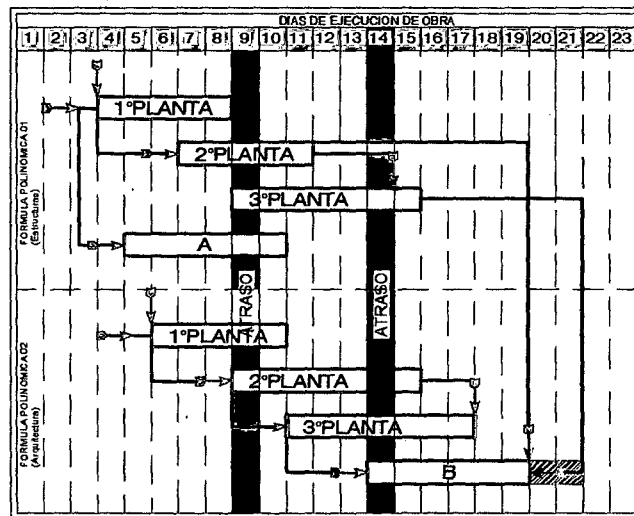 DIAS DE EJECUCION DE OBRA
1 2 3 4 5 6 7 8 9 10 11 12 13 14 15 16 17 18 19 20 21 22 23
FORMULA POLINOMICA 01
(Estructuras)
1°PLANTA
2°PLANTA
3°PLANTA
A
ATRASO
ATRASO
FORMULA POLINOMICA 02
(Arquitectura)
1°PLANTA
2°PLANTA
3°PLANTA
B